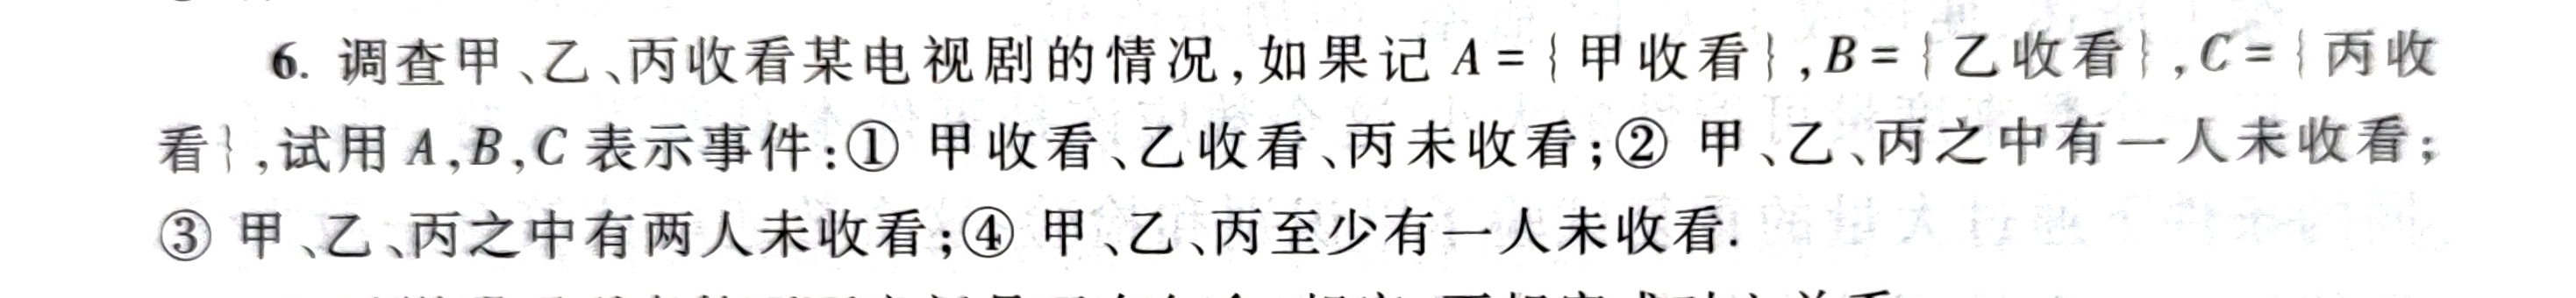 6. 调查甲、乙、丙收看某电视剧的情况,如果记 A={甲收看},B={乙收看},C={丙收
看},试用 A,B,C 表示事件:① 甲收看、乙收看、丙未收看;② 甲、乙、丙之中有一人未收看;
③ 甲、乙、丙之中有两人未收看;④ 甲、乙、丙至少有一人未收看.